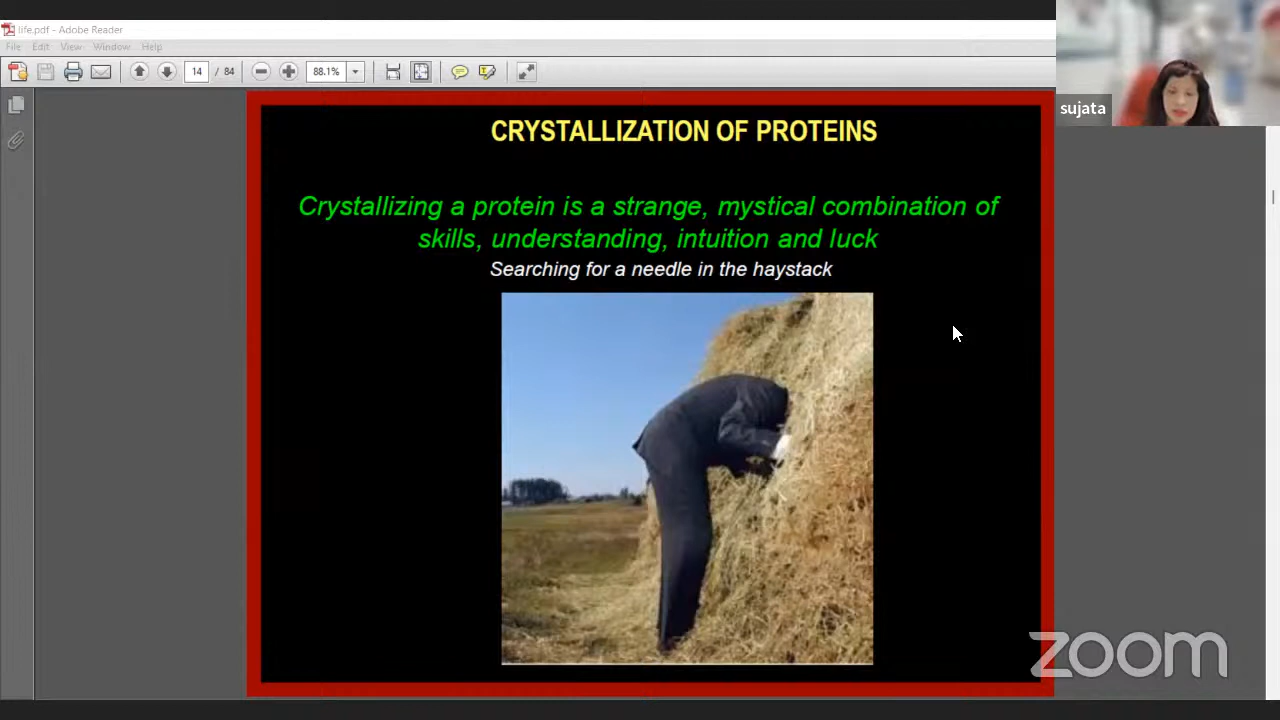 life.pdf - Adobe Reader
File Edit View Window Help
14 / 84 88.1%
sujata
CRYSTALLIZATION OF PROTEINS
Crystallizing a protein is a strange, mystical combination of
skills, understanding, intuition and luck
Searching for a needle in the haystack
zoom